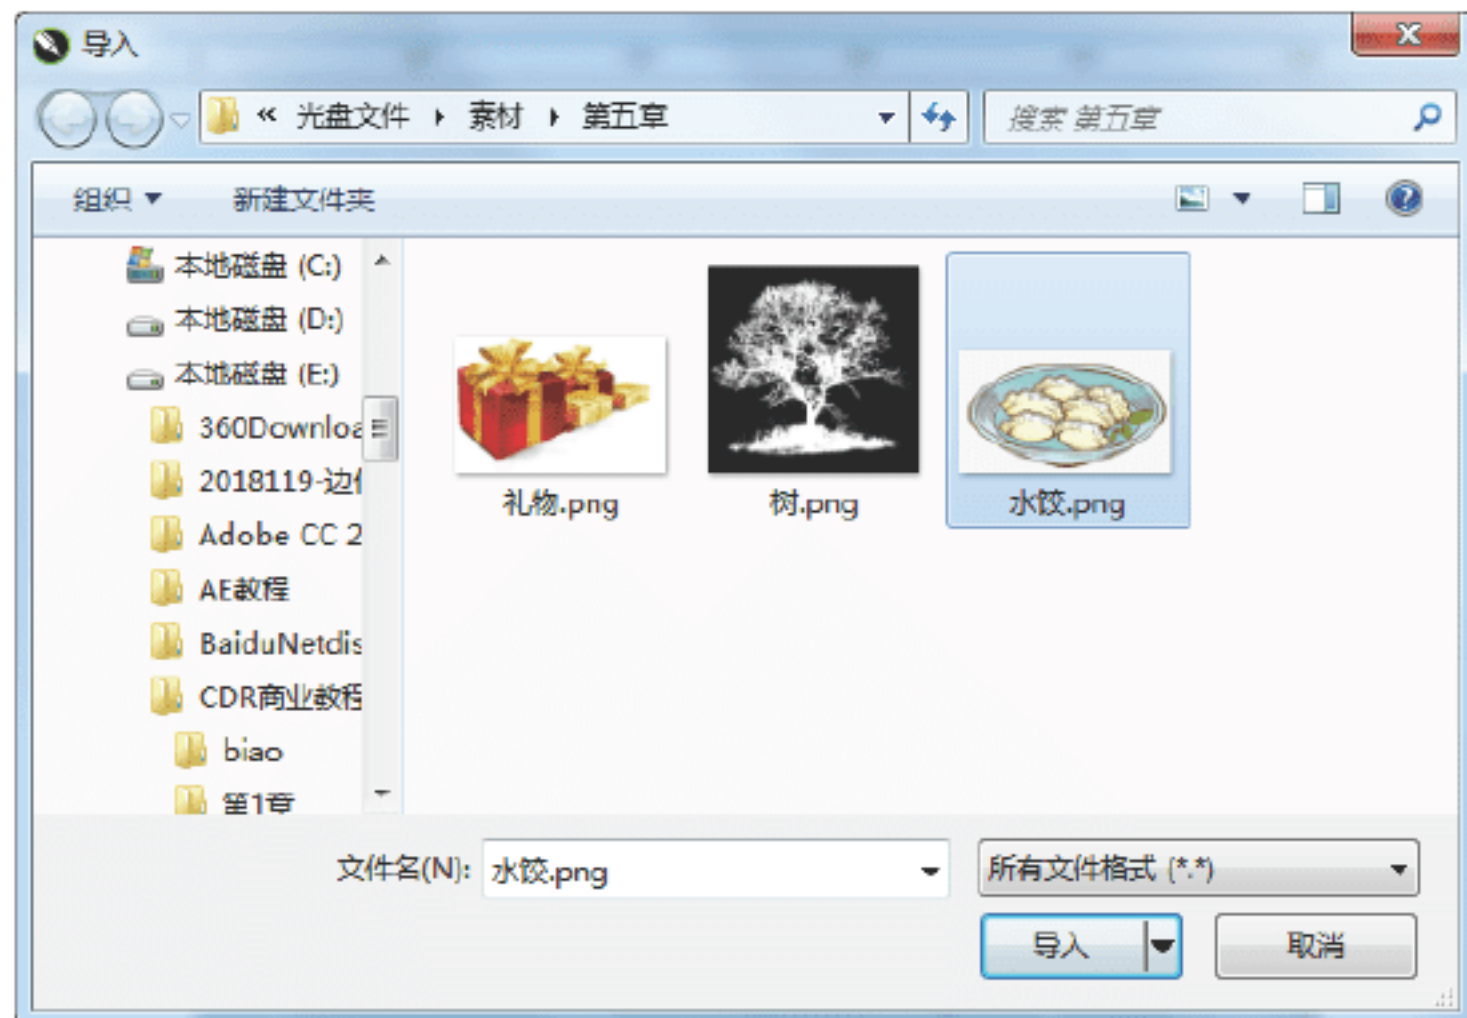 导入
« 光盘文件 ▸ 素材 ▸ 第五章
搜索 第五章
组织 ▼ 新建文件夹
本地磁盘 (C:)
本地磁盘 (D:)
本地磁盘 (E:)
360Downloa
2018119-边
Adobe CC 2
AE教程
BaiduNetdis
CDR商业教程
biao
第1章
礼物.png 树.png 水饺.png
文件名(N): 水饺.png 所有文件格式 (*.*)
导入 取消